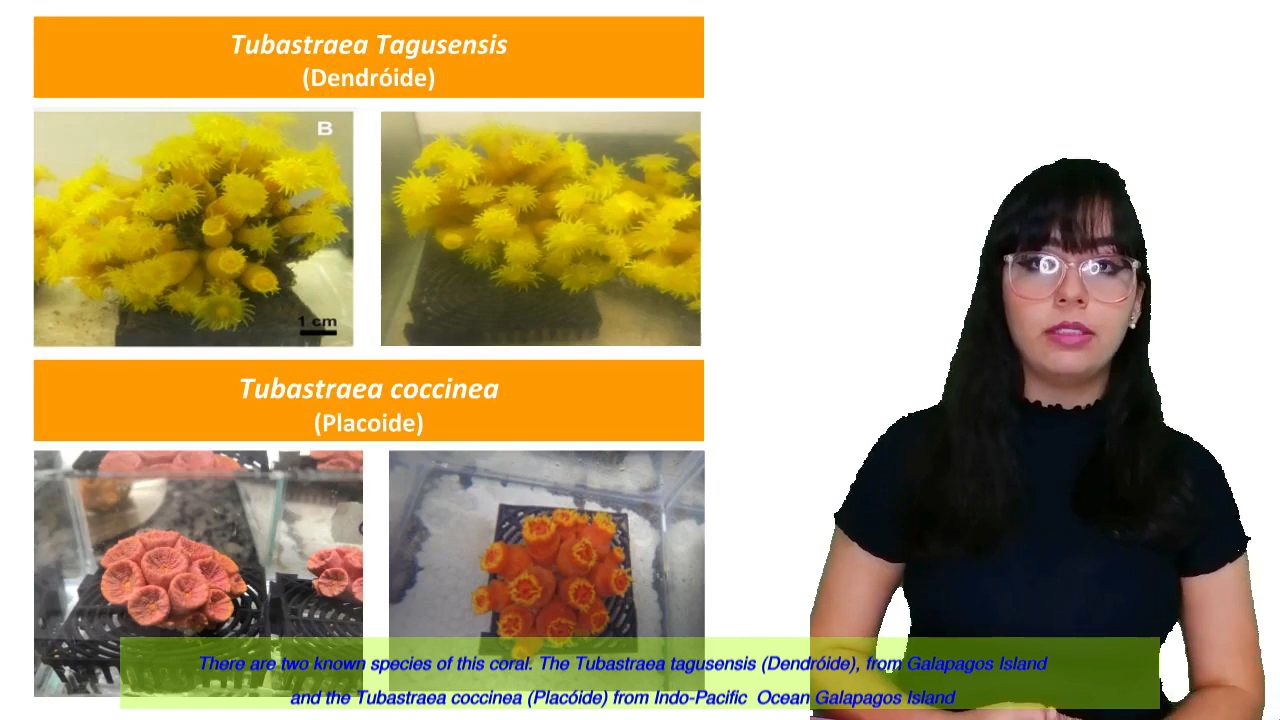 Tubastraea Tagusensis
(Dendróide)
B
1 cm
Tubastraea coccinea
(Placoide)
There are two known species of this coral. The Tubastraea tagusensis (Dendróide), from Galapagos Island
and the Tubastraea coccinea (Placóide) from Indo-Pacific Ocean Galapagos Island